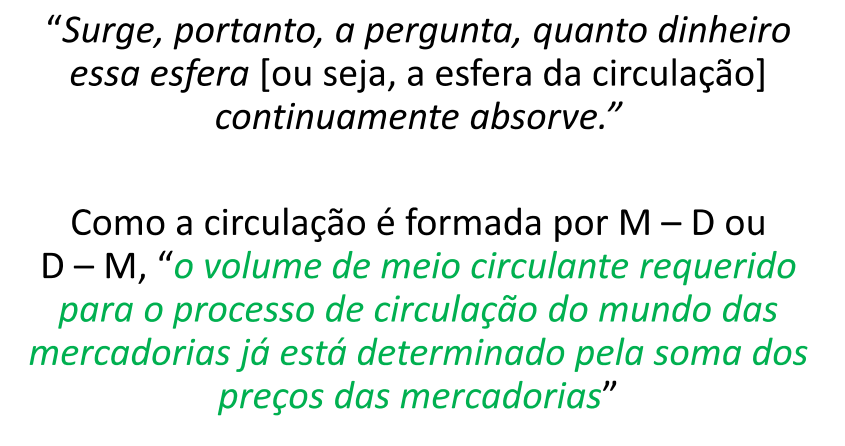 “Surge, portanto, a pergunta, quanto dinheiro
essa esfera [ou seja, a esfera da circulação]
continuamente absorve.”
Como a circulação é formada por M – D ou
D – M, “o volume de meio circulante requerido
para o processo de circulação do mundo das
mercadorias já está determinado pela soma dos
preços das mercadorias”